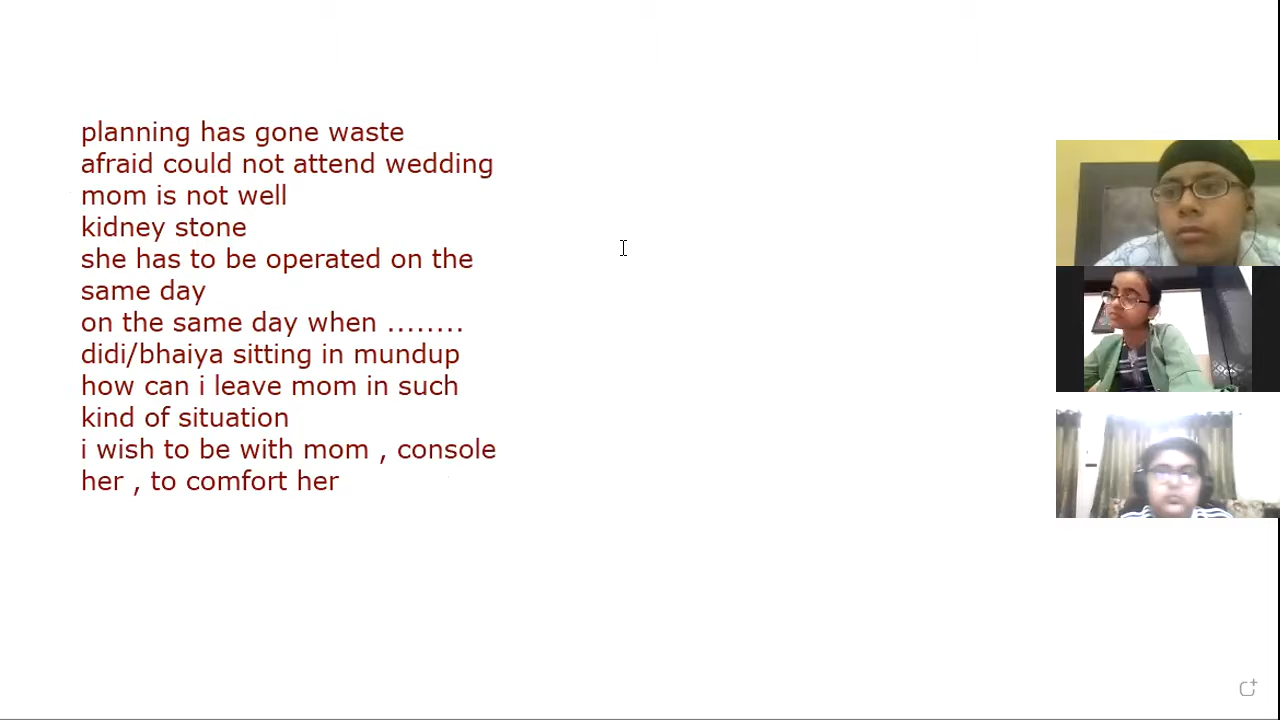 planning has gone waste
afraid could not attend wedding
mom is not well
kidney stone
she has to be operated on the
same day
on the same day when ........
didi/bhaiya sitting in mundup
how can i leave mom in such
kind of situation
i wish to be with mom , console
her , to comfort her